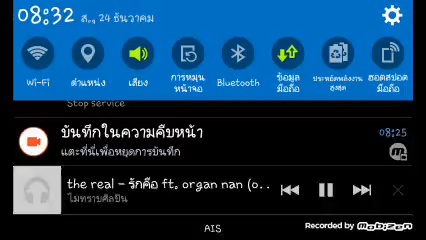 08:32 ส., 24 ธันวาคม
Wi-Fi
ตำแหน่ง
เสียง
การหมุน
หน้าจอ
Bluetooth
ข้อมูล
มือถือ
ประหยัดพลังงาน
สูงสุด
ฮอตสปอต
มือถือ
Stop service
บันทึกในความคืบหน้า 08:25
แตะที่นี่เพื่อหยุดการบันทึก
the real - รักคือ ft. organ nan (o..
ไม่ทราบศิลปิน
AIS
Recorded by Mobizen